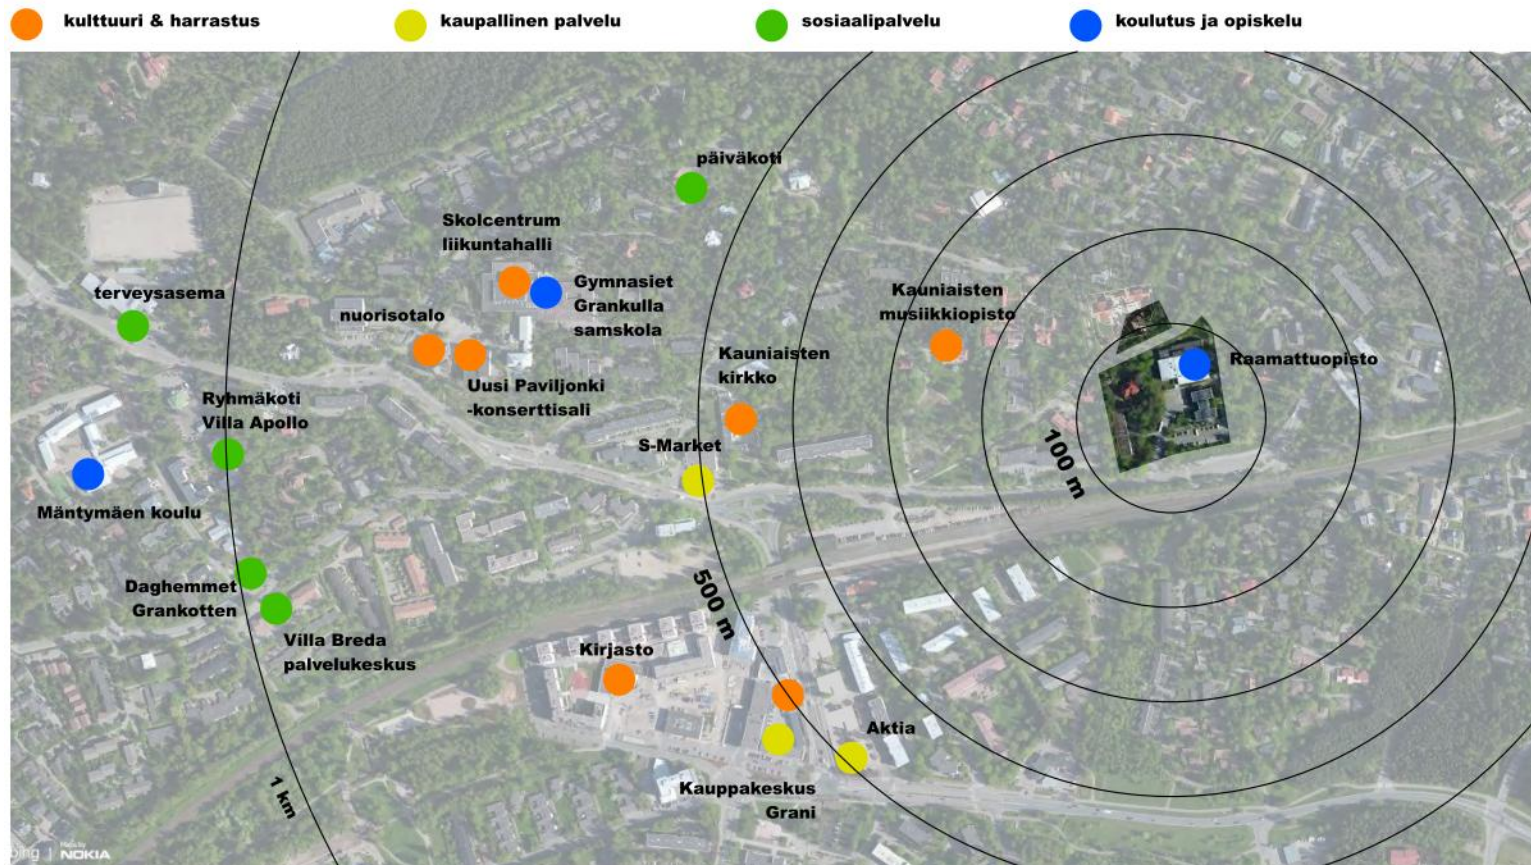 kulttuuri & harrastus
kaupallinen palvelu
sosiaalipalvelu
koulutus ja opiskelu
päiväkoti
Skolcentrum
liikuntahalli
Gymnasiet
Grankulla
samskola
terveysasema
nuorisotalo
Kauniaisten
musiikkiopisto
Kauniaisten
kirkko
Raamattuopisto
Uusi Paviljonki
-konserttisali
Ryhmäkoti
Villa Apollo
S-Market
100 m
Mäntymäen koulu
Daghemmet
Grankotten
500 m
Villa Breda
palvelukeskus
Kirjasto
Aktia
Kauppakeskus
Grani
1 km
bing
NOKIA